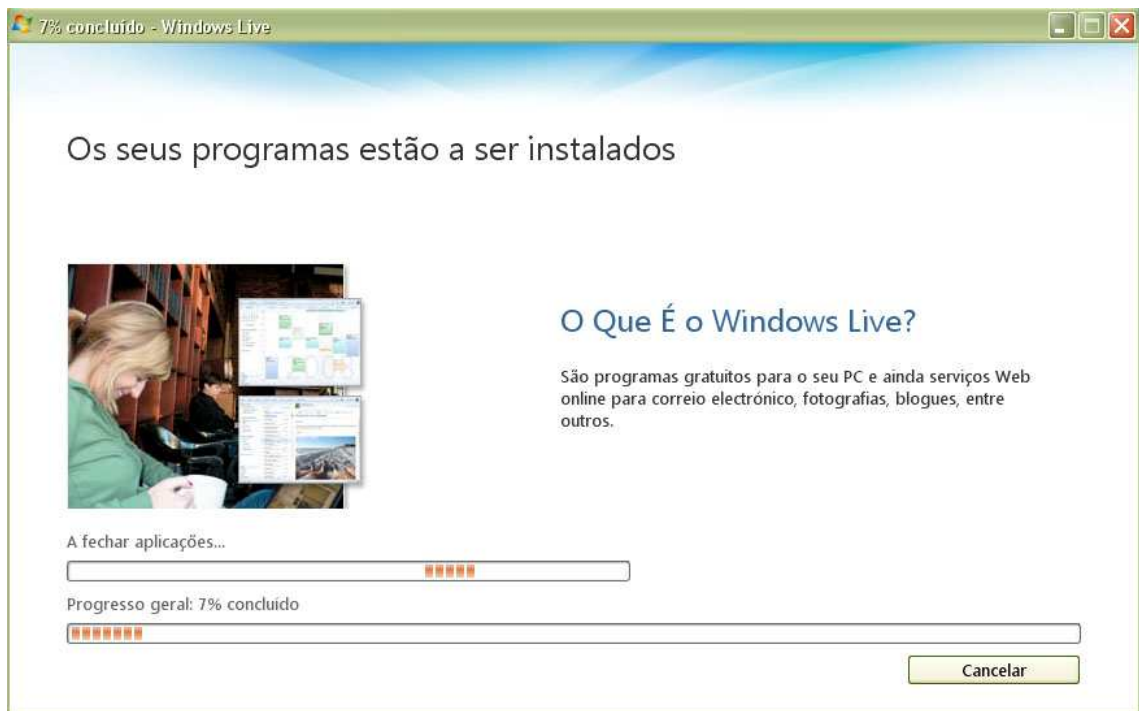 7% concluído - Windows Live
Os seus programas estão a ser instalados
O Que É o Windows Live?
São programas gratuitos para o seu PC e ainda serviços Web
online para correio electrónico, fotografias, blogues, entre
outros.
A fechar aplicações...
Progresso geral: 7% concluído
Cancelar